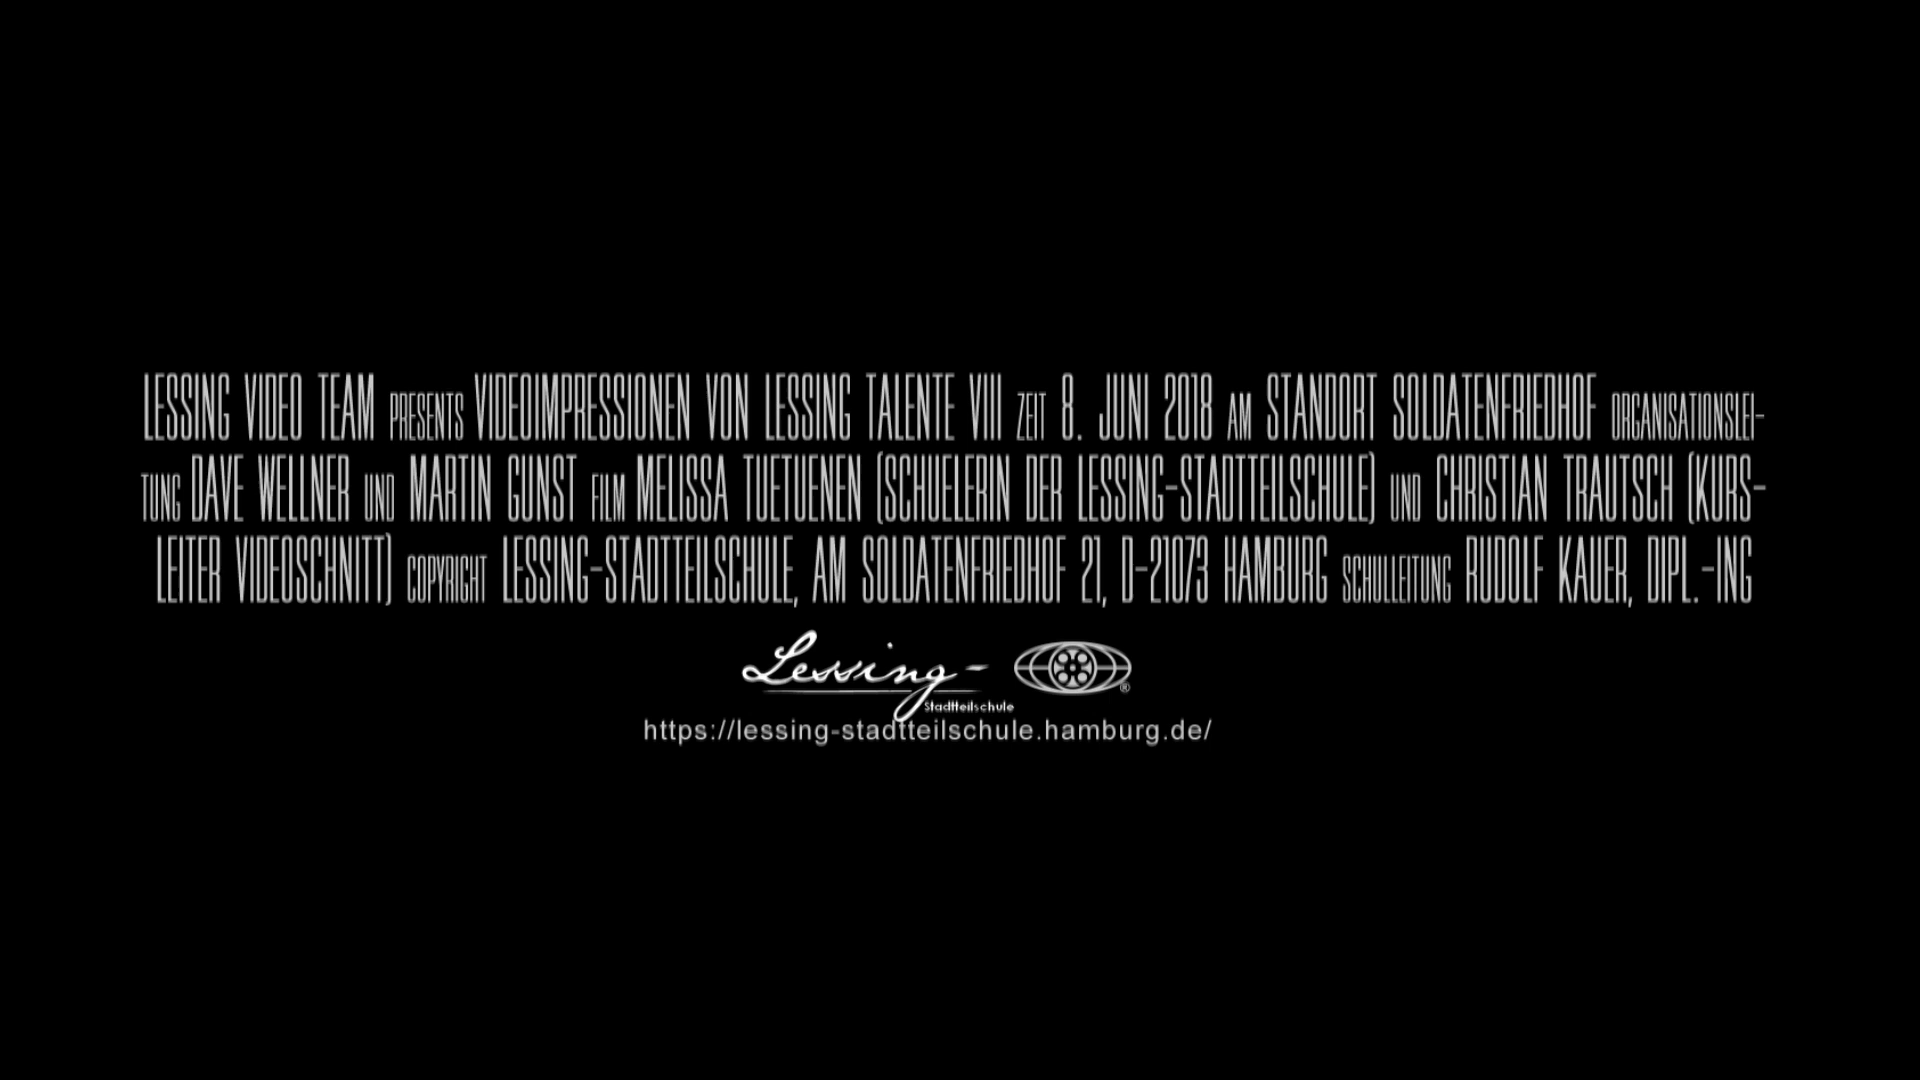 LESSING VIDEO TEAM PRESENTS VIDEOIMPRESSIONEN VON LESSING TALENTE VIII ZEIT 8. JUNI 2018 AM STANDORT SOLDATENFRIEDHOF ORGANISATIONSLEI-
TUNG DAVE WELLNER UND MARTIN GUNST FILM MELISSA TUETUENEN (SCHUELERIN DER LESSING-STADTTEILSCHULE) UND CHRISTIAN TRAUTSCH (KURS-
LEITER VIDEOSCHNITT) COPYRIGHT LESSING-STADTTEILSCHULE, AM SOLDATENFRIEDHOF 21, D-21073 HAMBURG SCHULLEITUNG RUDOLF KAUER, DIPL.-ING
Lessing-
Stadtteilschule
®
https://lessing-stadtteilschule.hamburg.de/